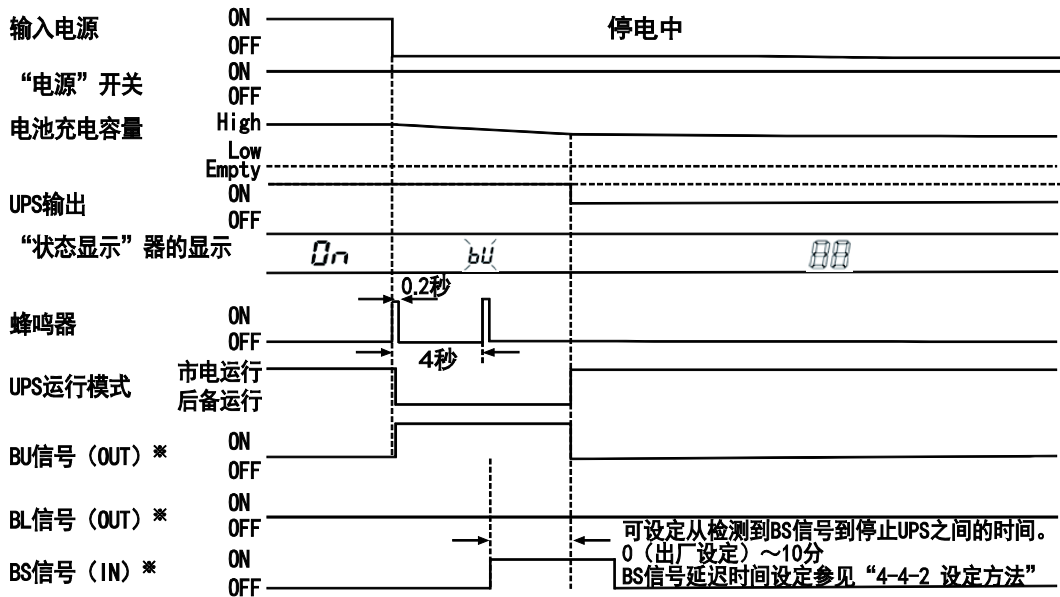 输入电源 ON 停电中
OFF
“电源”开关 ON
OFF
电池充电容量 High
Low
Empty
UPS输出 ON
OFF
“状态显示”器的显示 On bU 88
0.2秒
蜂鸣器 ON
OFF
4秒
UPS运行模式 市电运行
后备运行
BU信号（OUT）※ ON
OFF
BL信号（OUT）※ ON
OFF
可设定从检测到BS信号到停止UPS之间的时间。
0（出厂设定）～10分
BS信号延迟时间设定参见“4-4-2 设定方法”
BS信号（IN）※ ON
OFF